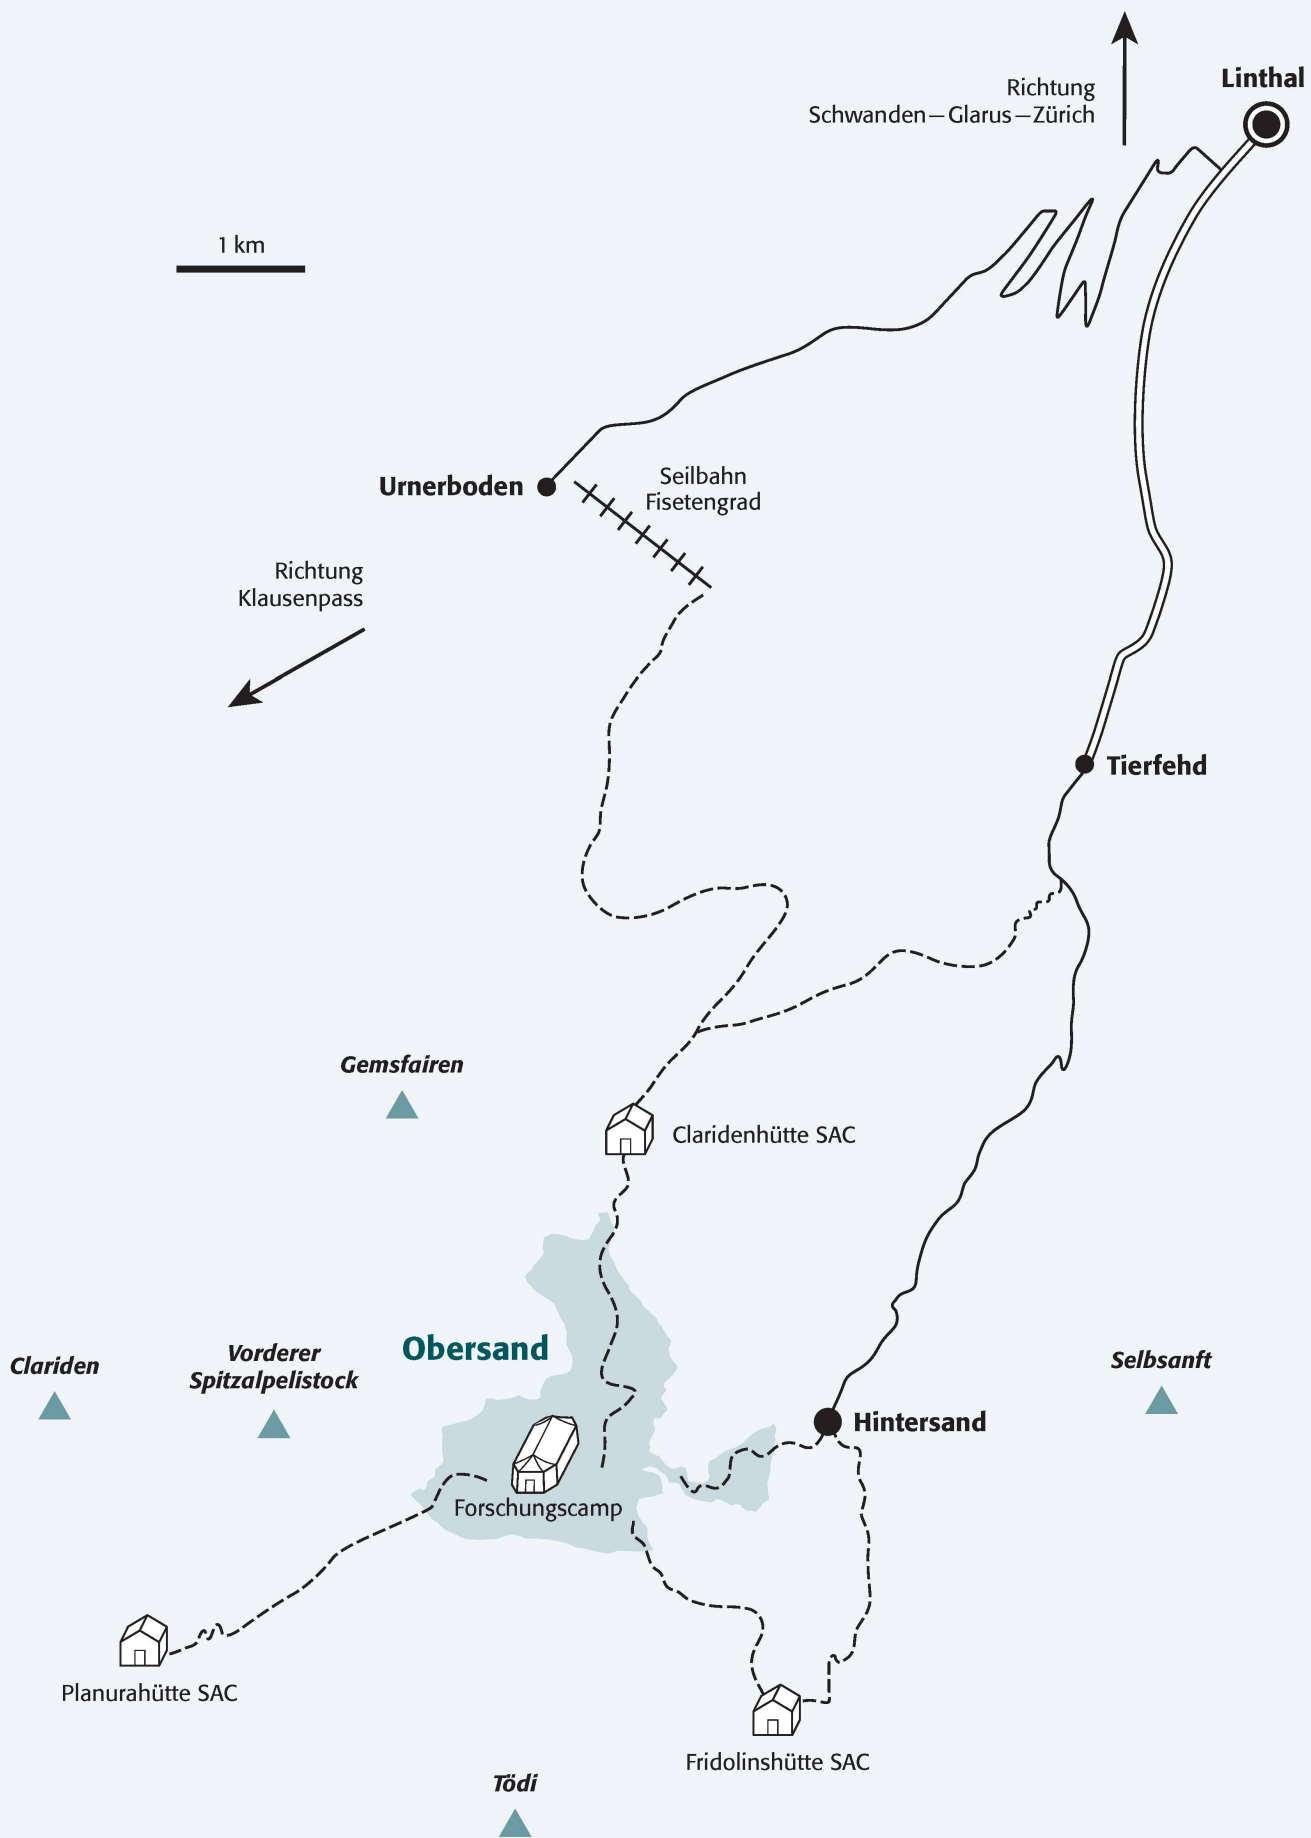 Linthal
Richtung
Schwanden–Glarus–Zürich
1 km
Seilbahn
Fisetengrad
Urnerboden
Richtung
Klausenpass
Tierfehd
Gemsfairen
Claridenhütte SAC
Obersand
Clariden
Vorderer
Spitzalpelistock
Selbsanft
Hintersand
Forschungscamp
Planurahütte SAC
Fridolinshütte SAC
Tödi